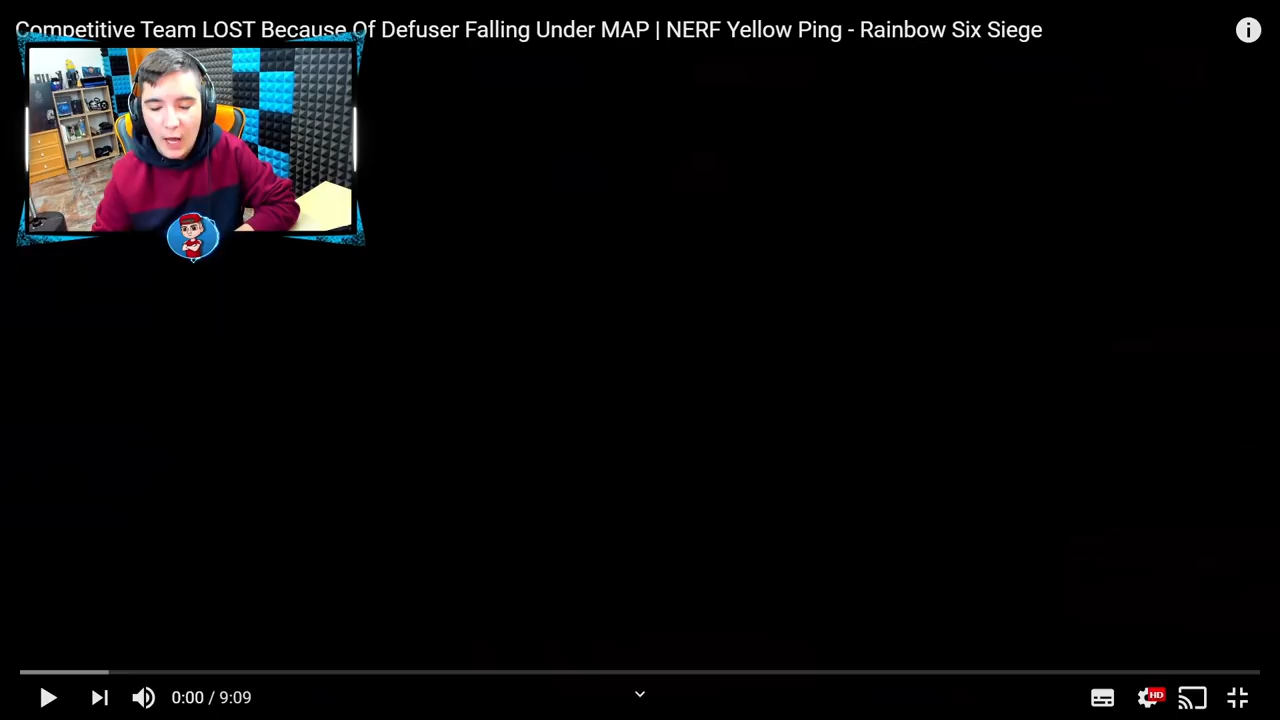 Competitive Team LOST Because Of Defuser Falling Under MAP | NERF Yellow Ping - Rainbow Six Siege
0:00 / 9:09
HD